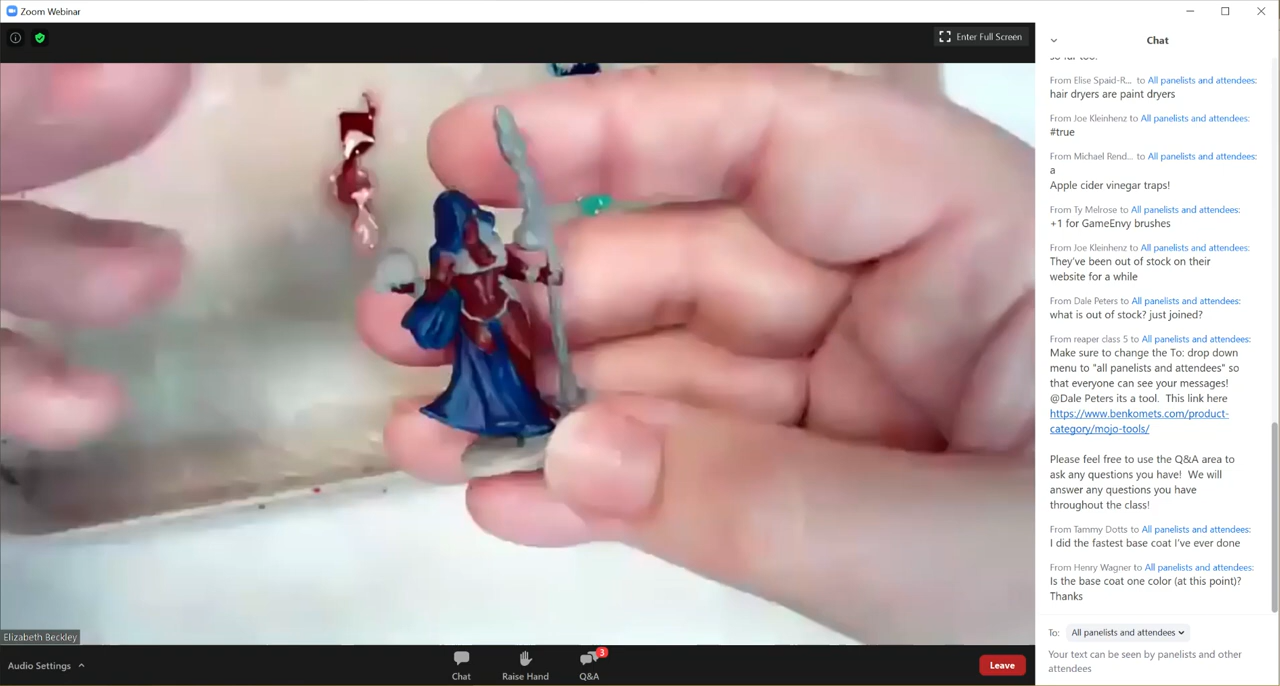 Zoom Webinar
Enter Full Screen
Chat
so far too.
From Elise Spaid-R... to All panelists and attendees:
hair dryers are paint dryers
From Joe Kleinhenz to All panelists and attendees:
#true
From Michael Rend... to All panelists and attendees:
a
Apple cider vinegar traps!
From Ty Melrose to All panelists and attendees:
+1 for GameEnvy brushes
From Joe Kleinhenz to All panelists and attendees:
They've been out of stock on their
website for a while
From Dale Peters to All panelists and attendees:
what is out of stock? just joined?
From reaper class 5 to All panelists and attendees:
Make sure to change the To: drop down
menu to "all panelists and attendees" so
that everyone can see your messages!
@Dale Peters its a tool. This link here
https://www.benkomets.com/product-
category/mojo-tools/
Please feel free to use the Q&A area to
ask any questions you have! We will
answer any questions you have
throughout the class!
From Tammy Dotts to All panelists and attendees:
I did the fastest base coat I've ever done
From Henry Wagner to All panelists and attendees:
Is the base coat one color (at this point)?
Thanks
To: All panelists and attendees
Your text can be seen by panelists and other
attendees
Elizabeth Beckley
Audio Settings
Chat
Raise Hand
3
Q&A
Leave